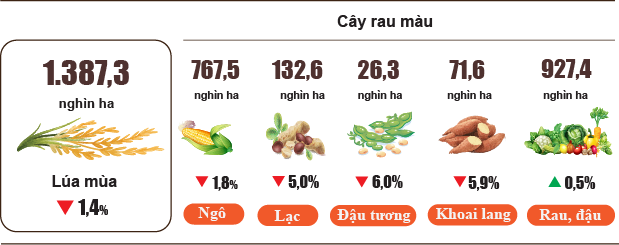 Cây rau màu
1.387,3
nghìn ha
Lúa mùa
1,4%
767,5
nghìn ha
1,8%
Ngô
132,6
nghìn ha
5,0%
Lạc
26,3
nghìn ha
6,0%
Đậu tương
71,6
nghìn ha
5,9%
Khoai lang
927,4
nghìn ha
0,5%
Rau, đậu